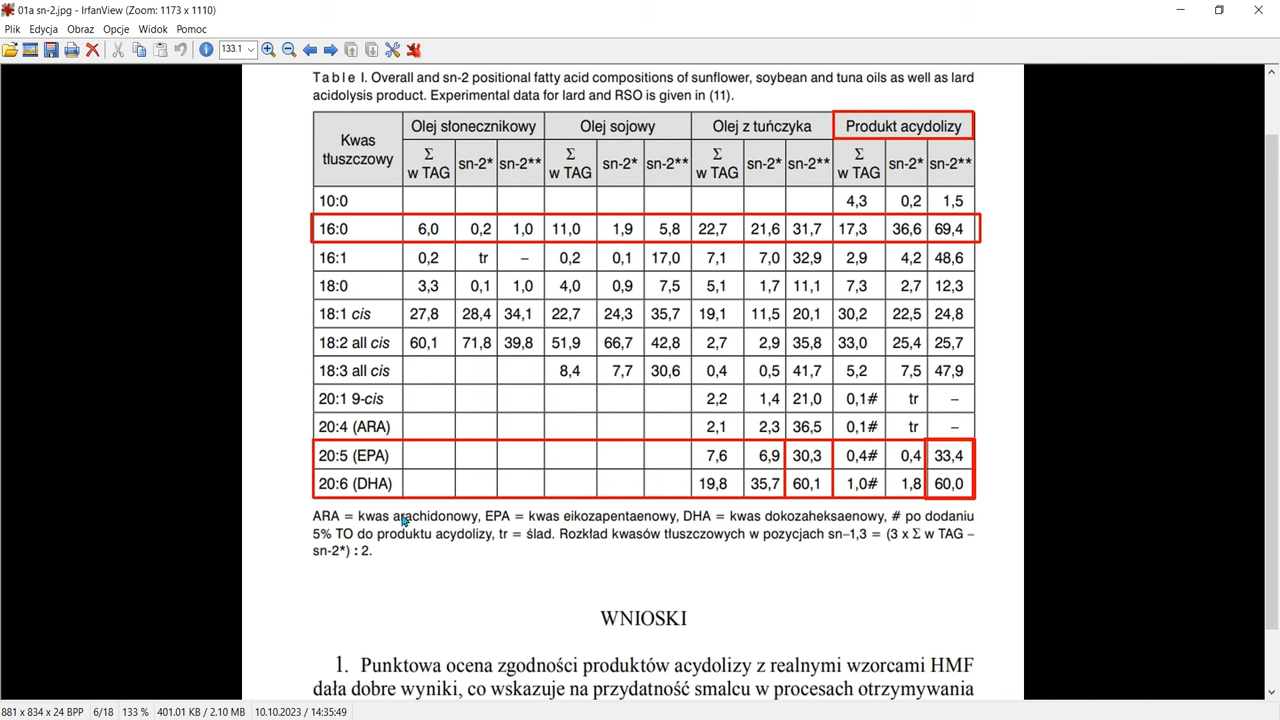 01a sn-2.jpg - IrfanView (Zoom: 1173 x 1110)
Plik Edycja Obraz Opcje Widok Pomoc
133.1
Table I. Overall and sn-2 positional fatty acid compositions of sunflower, soybean and tuna oils as well as lard
acidolysis product. Experimental data for lard and RSO is given in (11).
Kwas tłuszczowy Olej słonecznikowy Olej sojowy Olej z tuńczyka Produkt acydolizy
Σ w TAG sn-2* sn-2** Σ w TAG sn-2* sn-2** Σ w TAG sn-2* sn-2** Σ w TAG sn-2* sn-2**
10:0 4,3 0,2 1,5
16:0 6,0 0,2 1,0 11,0 1,9 5,8 22,7 21,6 31,7 17,3 36,6 69,4
16:1 0,2 tr – 0,2 0,1 17,0 7,1 7,0 32,9 2,9 4,2 48,6
18:0 3,3 0,1 1,0 4,0 0,9 7,5 5,1 1,7 11,1 7,3 2,7 12,3
18:1 cis 27,8 28,4 34,1 22,7 24,3 35,7 19,1 11,5 20,1 30,2 22,5 24,8
18:2 all cis 60,1 71,8 39,8 51,9 66,7 42,8 2,7 2,9 35,8 33,0 25,4 25,7
18:3 all cis 8,4 7,7 30,6 0,4 0,5 41,7 5,2 7,5 47,9
20:1 9-cis 2,2 1,4 21,0 0,1# tr –
20:4 (ARA) 2,1 2,3 36,5 0,1# tr –
20:5 (EPA) 7,6 6,9 30,3 0,4# 0,4 33,4
20:6 (DHA) 19,8 35,7 60,1 1,0# 1,8 60,0
ARA = kwas arachidonowy, EPA = kwas eikozapentaenowy, DHA = kwas dokozaheksaenowy, # po dodaniu
5% TO do produktu acydolizy, tr = ślad. Rozkład kwasów tłuszczowych w pozycjach sn–1,3 = (3 x Σ w TAG –
sn-2*) : 2.
WNIOSKI
1. Punktowa ocena zgodności produktów acydolizy z realnymi wzorcami HMF
dała dobre wyniki, co wskazuje na przydatność smalcu w procesach otrzymywania
881 x 834 x 24 BPP 6/18 133 % 401.01 KB / 2.10 MB 10.10.2023 / 14:35:49